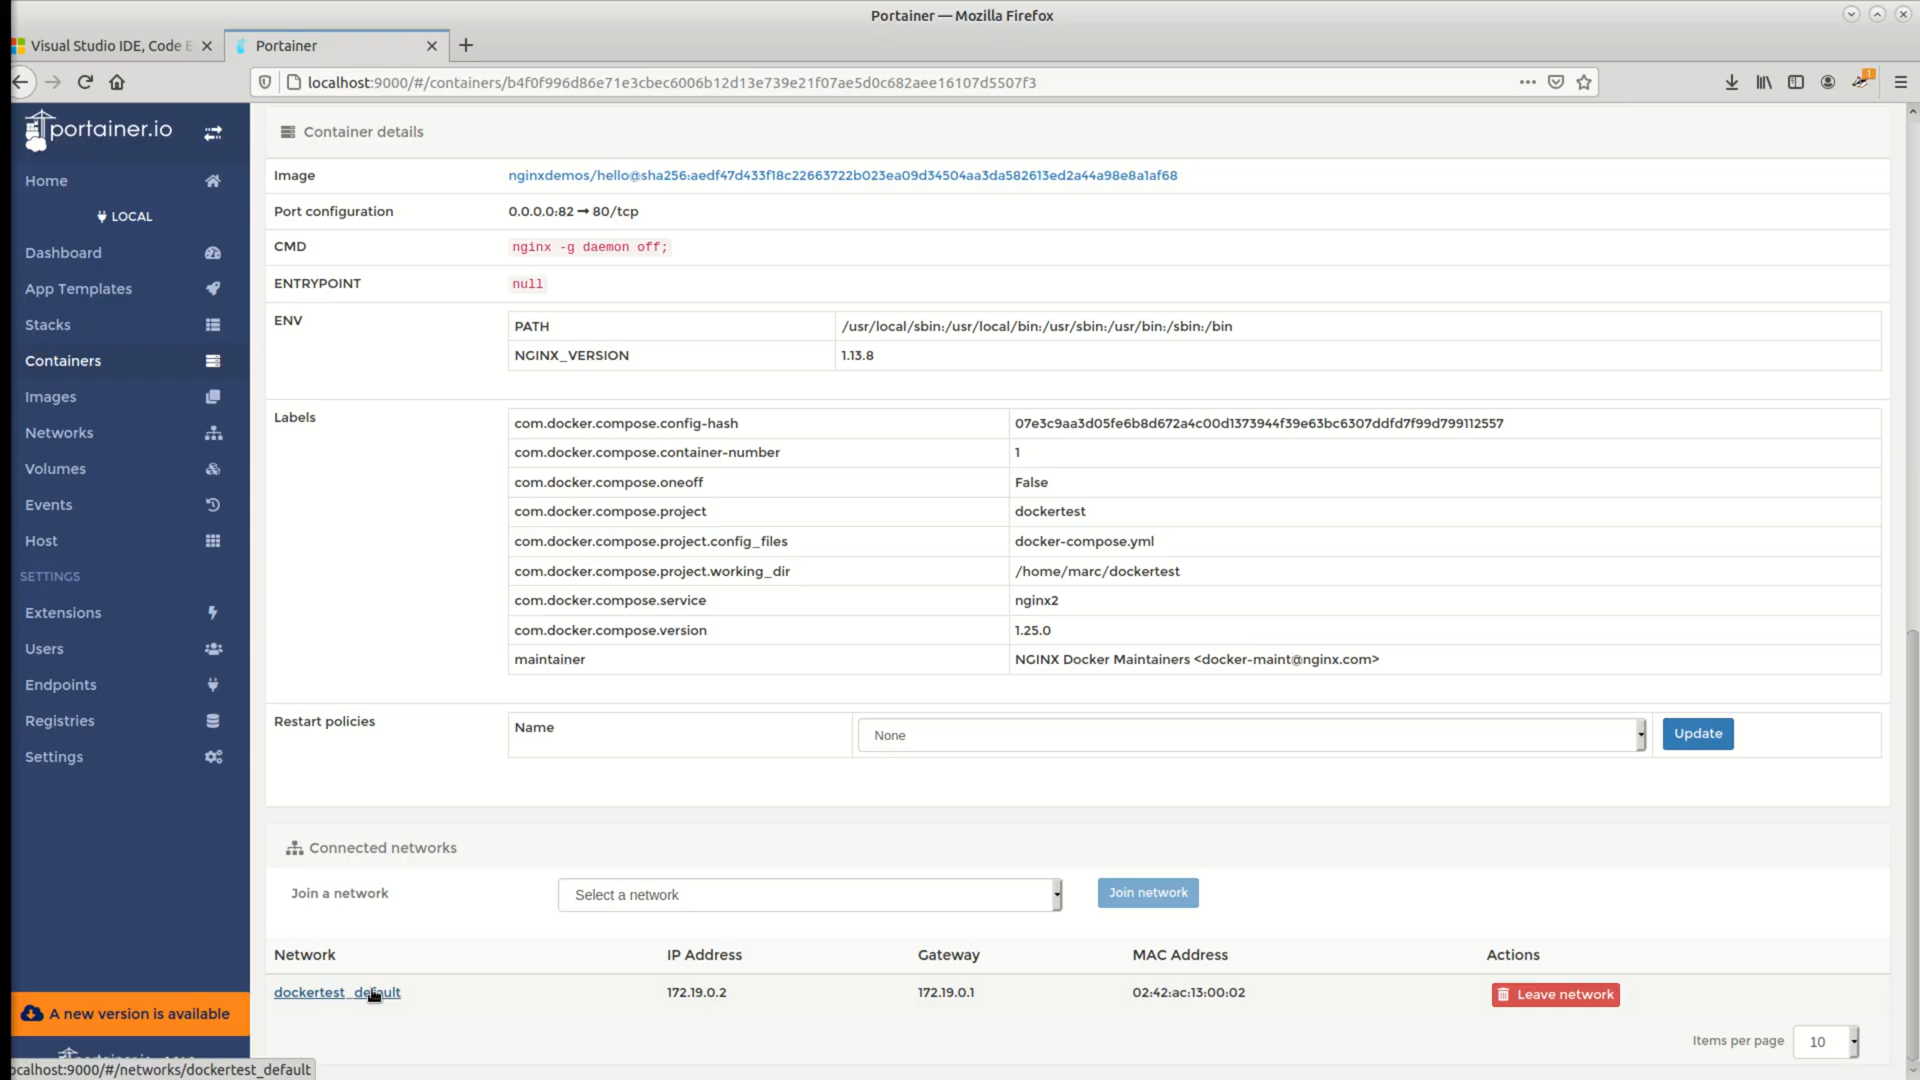 Portainer — Mozilla Firefox
Visual Studio IDE, Code E
Portainer
localhost:9000/#/containers/b4f0f996d86e71e3cbec6006b12d13e739e21f07ae5d0c682aee16107d5507f3
1
portainer.io
Home
LOCAL
Dashboard
App Templates
Stacks
Containers
Images
Networks
Volumes
Events
Host
SETTINGS
Extensions
Users
Endpoints
Registries
Settings
A new version is available
localhost:9000/#/networks/dockertest_default
Container details
Image nginxdemos/hello@sha256:aedf47d433f18c22663722b023ea09d34504aa3da582613ed2a44a98e8a1af68
Port configuration 0.0.0.0:82 → 80/tcp
CMD nginx -g daemon off;
ENTRYPOINT null
ENV
PATH /usr/local/sbin:/usr/local/bin:/usr/sbin:/usr/bin:/sbin:/bin
NGINX_VERSION 1.13.8
Labels
com.docker.compose.config-hash 07e3c9aa3d05fe6b8d672a4c00d1373944f39e63bc6307ddfd7f99d799112557
com.docker.compose.container-number 1
com.docker.compose.oneoff False
com.docker.compose.project dockertest
com.docker.compose.project.config_files docker-compose.yml
com.docker.compose.project.working_dir /home/marc/dockertest
com.docker.compose.service nginx2
com.docker.compose.version 1.25.0
maintainer NGINX Docker Maintainers <docker-maint@nginx.com>
Restart policies Name None Update
Connected networks
Join a network Select a network Join network
Network IP Address Gateway MAC Address Actions
dockertest_default 172.19.0.2 172.19.0.1 02:42:ac:13:00:02 Leave network
Items per page 10